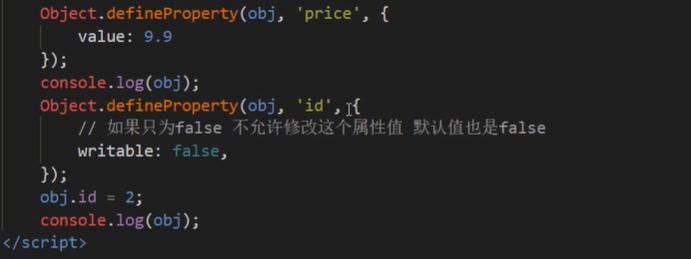 Object.defineProperty(obj, 'price', {
value: 9.9
});
console.log(obj);
Object.defineProperty(obj, 'id', {
// 如果只为false 不允许修改这个属性值 默认值也是false
writable: false,
});
obj.id = 2;
console.log(obj);
</script>